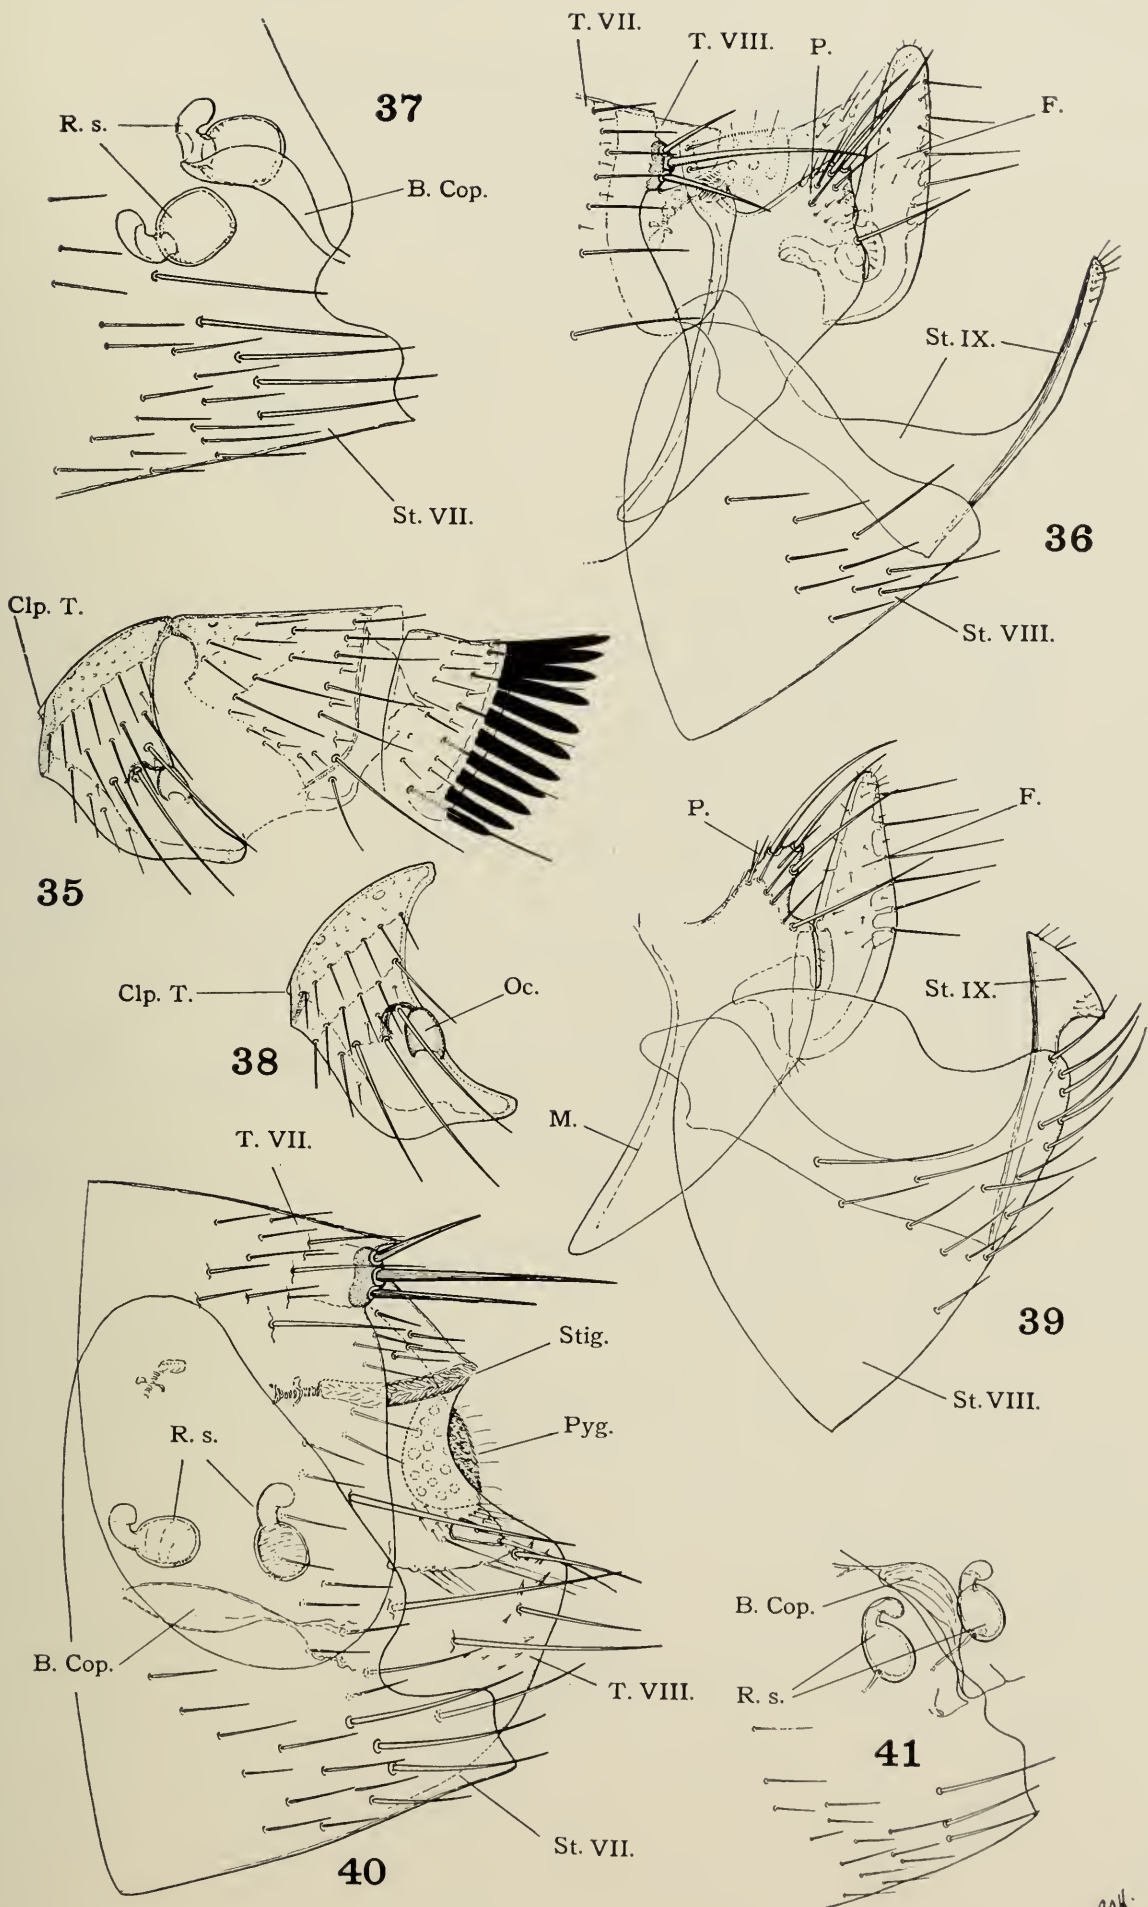 T. VII.
T. VIII.
P.
F.
37
R. s.
B. Cop.
St. VII.
St. IX.
36
St. VIII.
Clp. T.
35
P.
F.
Clp. T.
Oc.
38
St. IX.
M.
39
St. VIII.
T. VII.
Stig.
Pyg.
R. s.
B. Cop.
T. VIII.
St. VII.
40
B. Cop.
R. s.
41